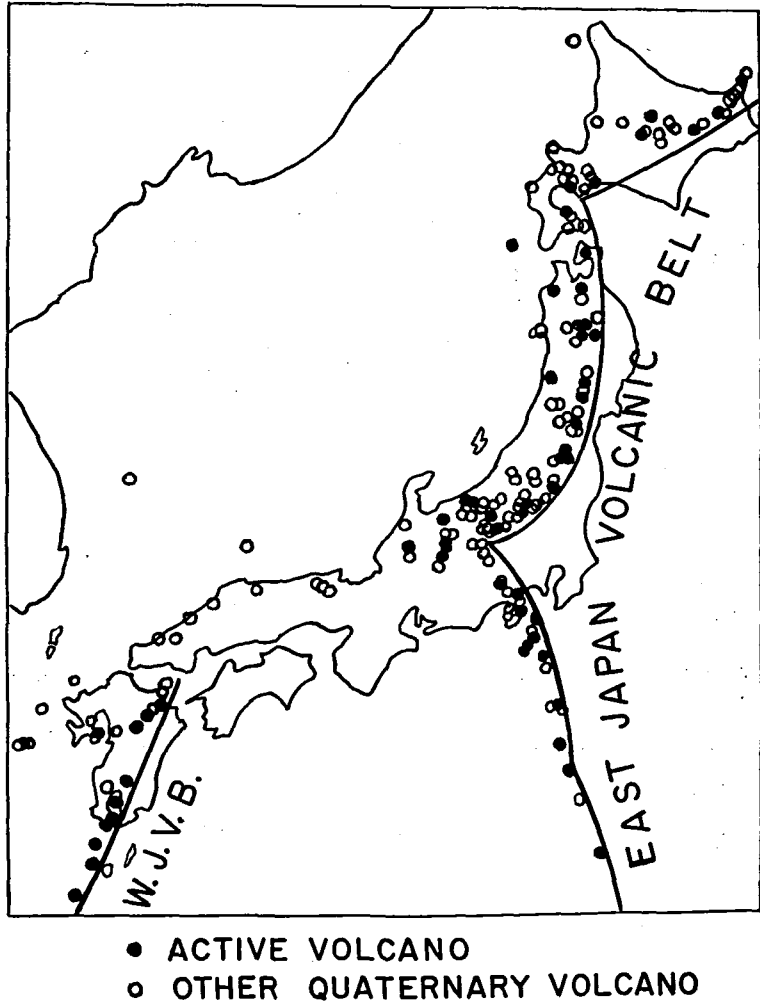 EAST JAPAN VOLCANIC BELT
W. J. V. B.
● ACTIVE VOLCANO
○ OTHER QUATERNARY VOLCANO